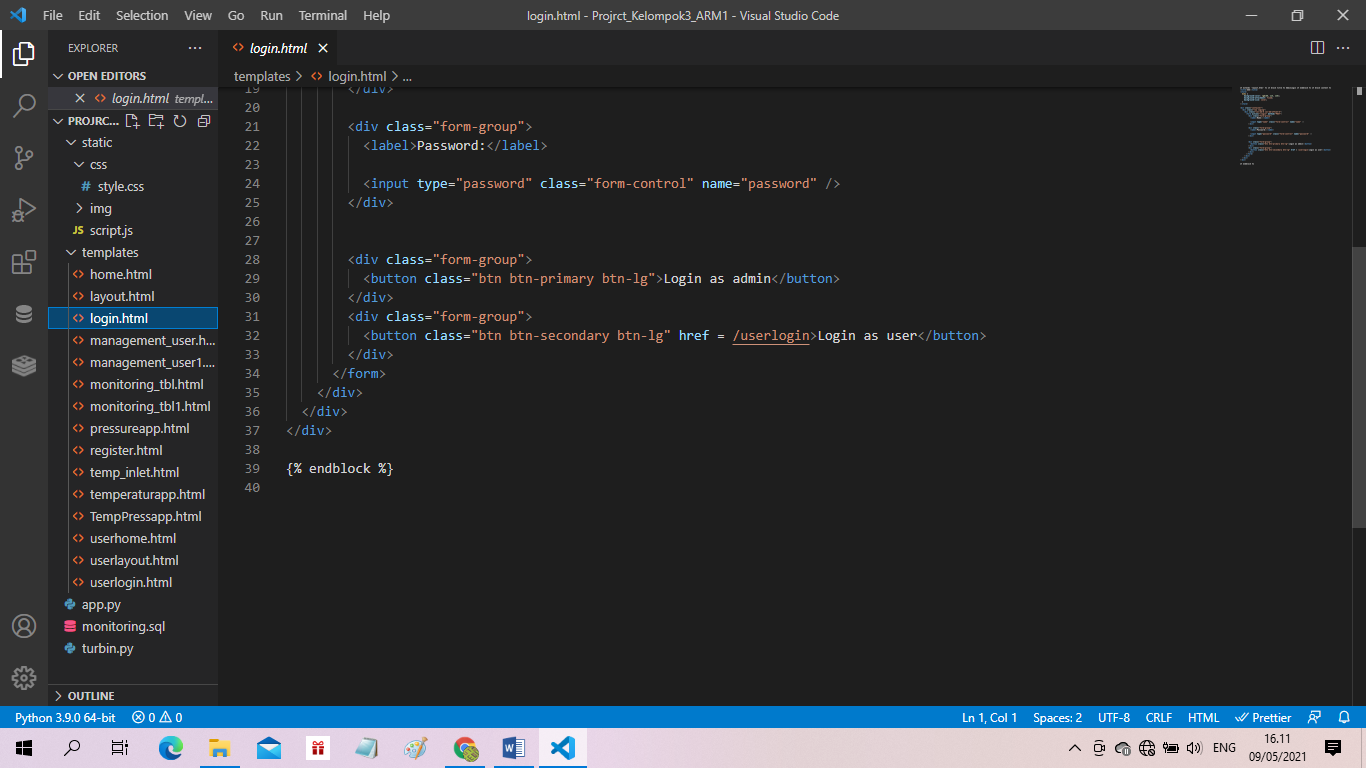 File Edit Selection View Go Run Terminal Help login.html - Projrct_Kelompok3_ARM1 - Visual Studio Code
EXPLORER ...
OPEN EDITORS
login.html templ...
PROJRC...
static
css
# style.css
img
JS script.js
templates
home.html
layout.html
login.html
management_user.h...
management_user1....
monitoring_tbl.html
monitoring_tbl1.html
pressureapp.html
register.html
temp_inlet.html
temperaturapp.html
TempPressapp.html
userhome.html
userlayout.html
userlogin.html
app.py
monitoring.sql
turbin.py
OUTLINE
login.html
templates > login.html > ...
19 </div>
20
21 <div class="form-group">
22 <label>Password:</label>
23
24 <input type="password" class="form-control" name="password" />
25 </div>
26
27
28 <div class="form-group">
29 <button class="btn btn-primary btn-lg">Login as admin</button>
30 </div>
31 <div class="form-group">
32 <button class="btn btn-secondary btn-lg" href = /userlogin>Login as user</button>
33 </div>
34 </form>
35 </div>
36 </div>
37 </div>
38
39 {% endblock %}
40
Python 3.9.0 64-bit 0 0 Ln 1, Col 1 Spaces: 2 UTF-8 CRLF HTML Prettier
ENG
16.11
09/05/2021